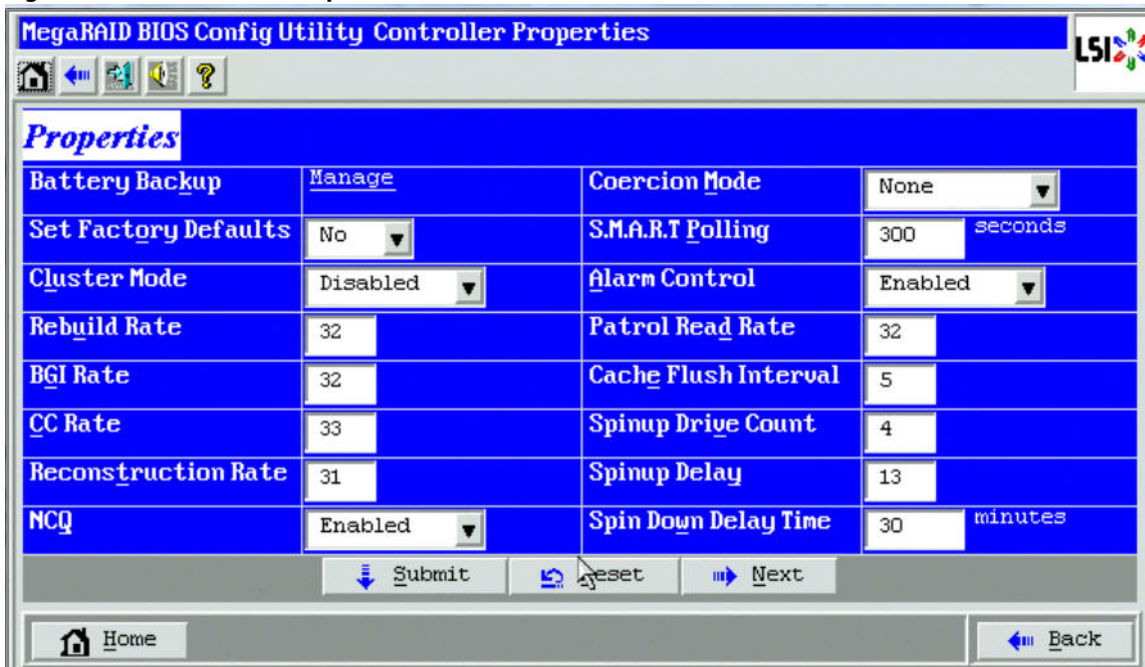 MegaRAID BIOS Config Utility Controller Properties
LSI
Properties
Battery Backup Manage Coercion Mode None
Set Factory Defaults No S.M.A.R.T Polling 300 seconds
Cluster Mode Disabled Alarm Control Enabled
Rebuild Rate 32 Patrol Read Rate 32
BGI Rate 32 Cache Flush Interval 5
CC Rate 33 Spinup Drive Count 4
Reconstruction Rate 31 Spinup Delay 13
NCQ Enabled Spin Down Delay Time 30 minutes
Submit Reset Next
Home Back